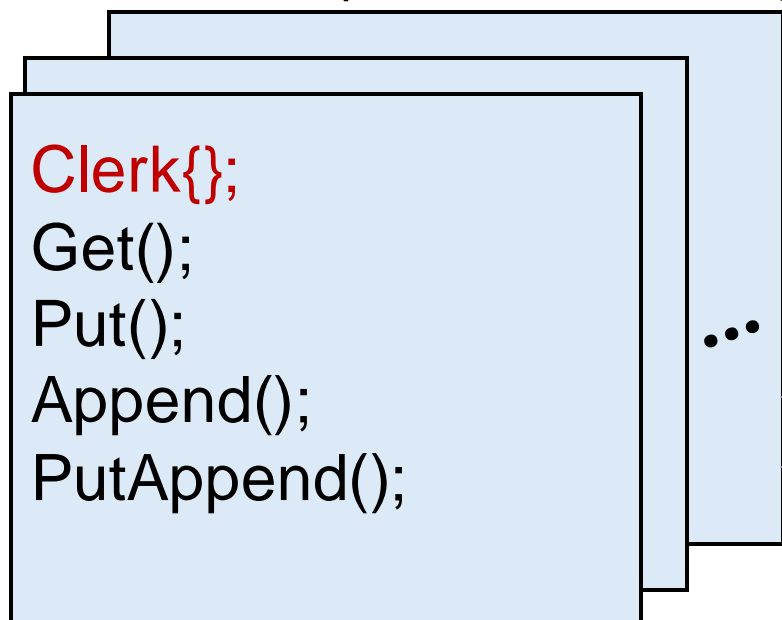 Clerk{};
Get();
Put();
Append();
PutAppend();
...